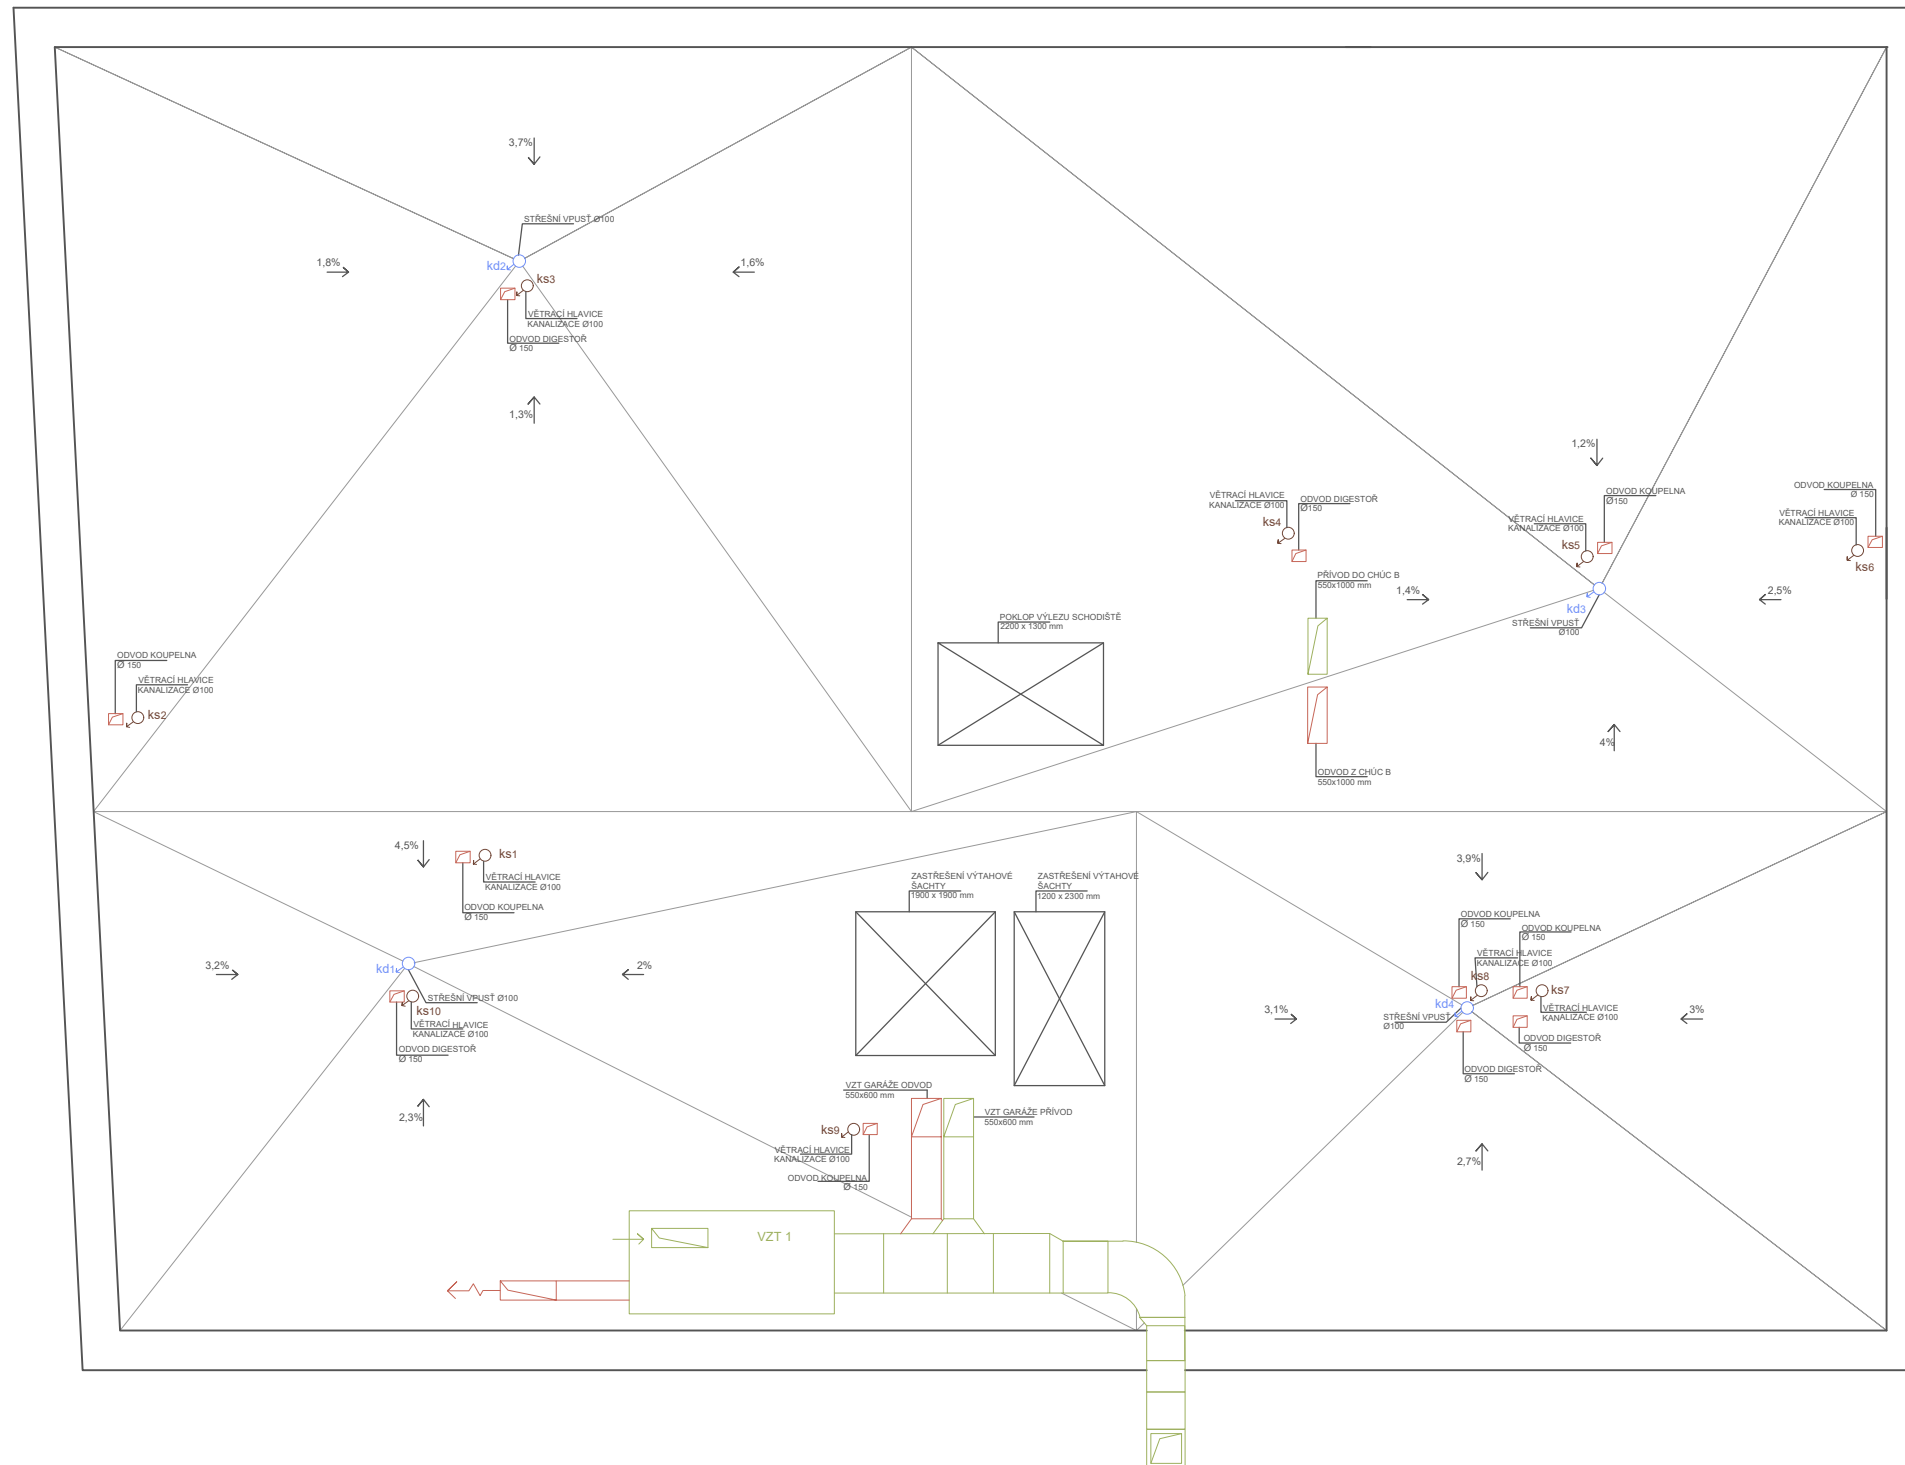 3,7%
STŘEŠNÍ VPUSŤ Ø100
1,8%
kd2
1,6%
ks3
VĚTRACÍ HLAVICE
KANALIZACE Ø100
ODVOD DIGESTOŘ
Ø 150
1,3%
1,2%
VĚTRACÍ HLAVICE
KANALIZACE Ø100
ks4
ODVOD DIGESTOŘ
Ø150
ODVOD KOUPELNA
Ø150
VĚTRACÍ HLAVICE
KANALIZACE Ø100
ks5
ODVOD KOUPELNA
Ø 150
VĚTRACÍ HLAVICE
KANALIZACE Ø100
ks6
PŘÍVOD DO CHÚC B
550x1000 mm
1,4%
2,5%
kd3
STŘEŠNÍ VPUSŤ
Ø100
POKLOP VÝLEZU SCHODIŠTĚ
2200 x 1300 mm
ODVOD KOUPELNA
Ø 150
VĚTRACÍ HLAVICE
KANALIZACE Ø100
ks2
4%
ODVOD Z CHÚC B
550x1000 mm
4,5%
ks1
VĚTRACÍ HLAVICE
KANALIZACE Ø100
ODVOD KOUPELNA
Ø 150
ZASTŘEŠENÍ VÝTAHOVÉ
ŠACHTY
1900 x 1900 mm
ZASTŘEŠENÍ VÝTAHOVÉ
ŠACHTY
1200 x 2300 mm
3,9%
ODVOD KOUPELNA
Ø 150
ODVOD KOUPELNA
Ø 150
VĚTRACÍ HLAVICE
KANALIZACE Ø100
ks8
ks7
VĚTRACÍ HLAVICE
KANALIZACE Ø100
kd4
STŘEŠNÍ VPUSŤ
Ø100
3,1%
3%
ODVOD DIGESTOŘ
Ø 150
ODVOD DIGESTOŘ
Ø 150
3,2%
kd1
2%
STŘEŠNÍ VPUSŤ Ø100
ks10
VĚTRACÍ HLAVICE
KANALIZACE Ø100
ODVOD DIGESTOŘ
Ø 150
2,3%
VZT GARÁŽE ODVOD
550x600 mm
VZT GARÁŽE PŘÍVOD
550x600 mm
ks9
VĚTRACÍ HLAVICE
KANALIZACE Ø100
ODVOD KOUPELNA
Ø 150
2,7%
VZT 1